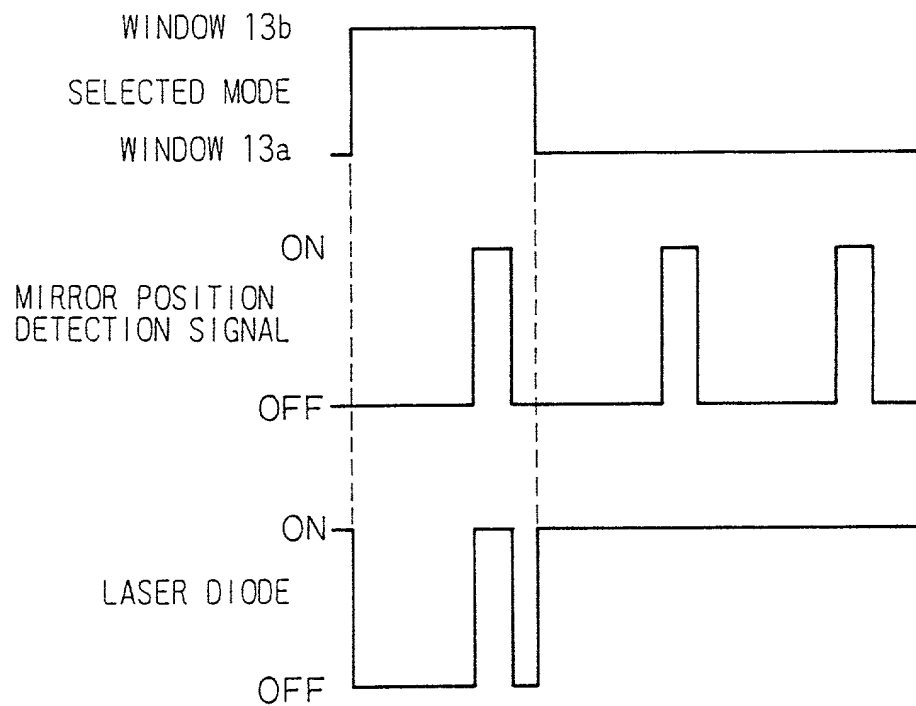 WINDOW 13b
SELECTED MODE
WINDOW 13a
ON
MIRROR POSITION
DETECTION SIGNAL
OFF
ON
LASER DIODE
OFF